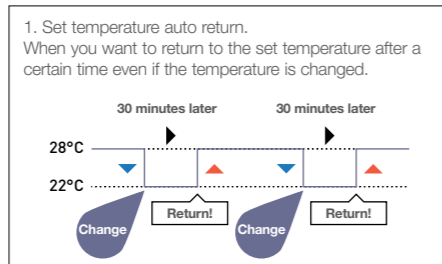 1. Set temperature auto return.
When you want to return to the set temperature after a
certain time even if the temperature is changed.
30 minutes later 30 minutes later
28°C
22°C
Return! Return!
Change Change